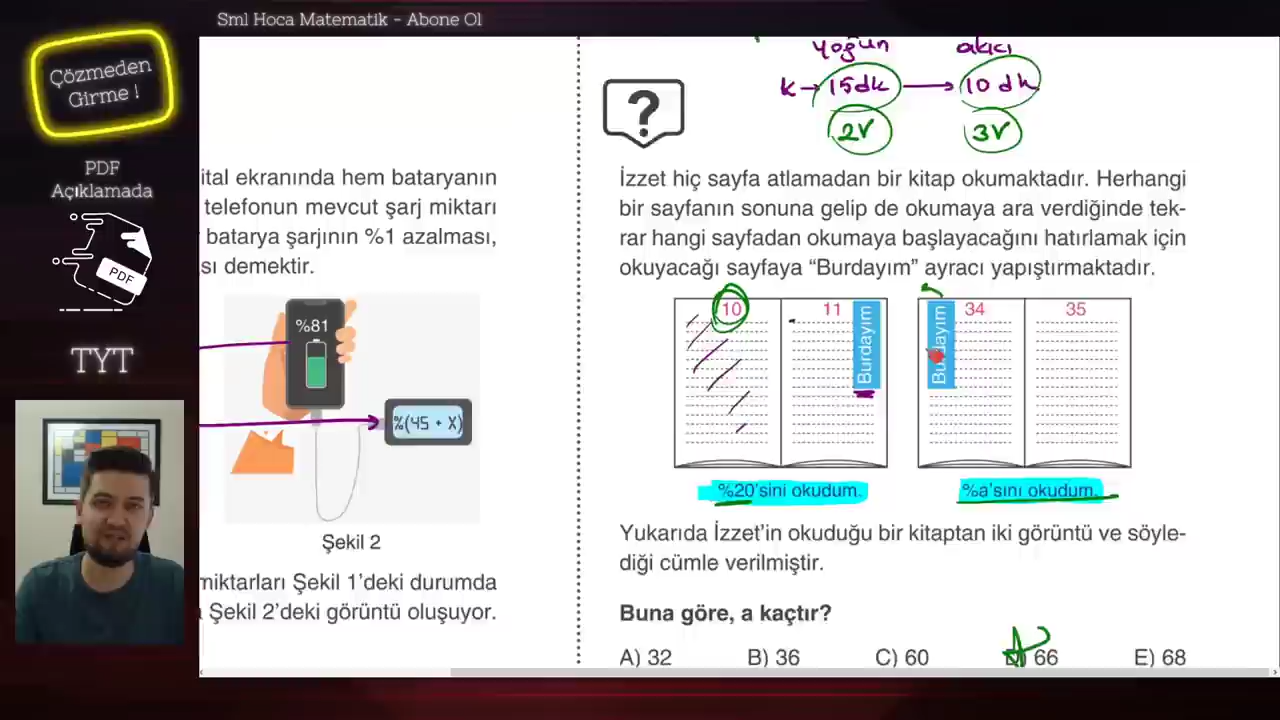 Sml Hoca Matematik - Abone Ol
Çözmeden
Girme !
PDF
Açıklamada
PDF
TYT
ital ekranında hem bataryanın
telefonun mevcut şarj miktarı
batarya şarjının %1 azalması,
sı demektir.
%81
%(45 + X)
Şekil 2
miktarları Şekil 1’deki durumda
Şekil 2’deki görüntü oluşuyor.
yoğun akıcı
k→ 15dk → 10 dk
2V 3V
?
İzzet hiç sayfa atlamadan bir kitap okumaktadır. Herhangi
bir sayfanın sonuna gelip de okumaya ara verdiğinde tek-
rar hangi sayfadan okumaya başlayacağını hatırlamak için
okuyacağı sayfaya “Burdayım” ayracı yapıştırmaktadır.
10 11 Burdayım
Burdayım 34 35
%20’sini okudum. %a’sını okudum.
Yukarıda İzzet’in okuduğu bir kitaptan iki görüntü ve söyle-
diği cümle verilmiştir.
Buna göre, a kaçtır?
A) 32 B) 36 C) 60 D) 66 E) 68